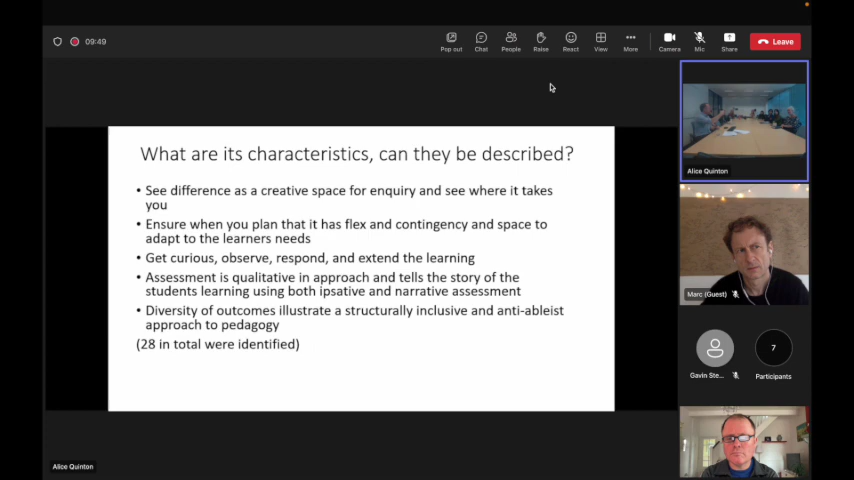 09:49
Pop out
Chat
People
Raise
React
View
More
Camera
Mic
Share
Leave
What are its characteristics, can they be described?
• See difference as a creative space for enquiry and see where it takes
you
• Ensure when you plan that it has flex and contingency and space to
adapt to the learners needs
• Get curious, observe, respond, and extend the learning
• Assessment is qualitative in approach and tells the story of the
students learning using both ipsative and narrative assessment
• Diversity of outcomes illustrate a structurally inclusive and anti-ableist
approach to pedagogy
(28 in total were identified)
Alice Quinton
Marc (Guest)
Gavin Ste...
7
Participants
Alice Quinton